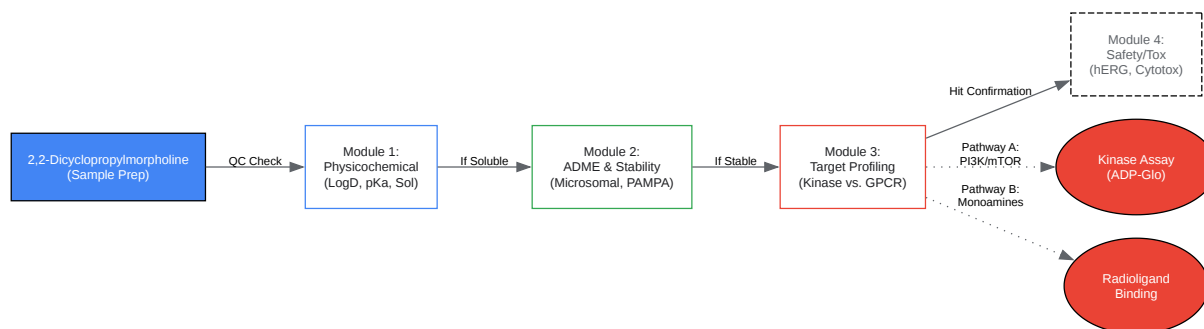 2,2-Dicyclopropylmorpholine
(Sample Prep)
QC Check
Module 1:
Physicochemical
(LogD, pKa, Sol)
If Soluble
Module 2:
ADME & Stability
(Microsomal, PAMPA)
If Stable
Module 3:
Target Profiling
(Kinase vs. GPCR)
Hit Confirmation
Module 4:
Safety/Tox
(hERG, Cytotox)
Pathway A:
PI3K/mTOR
Kinase Assay
(ADP-Glo)
Pathway B:
Monoamines
Radioligand
Binding